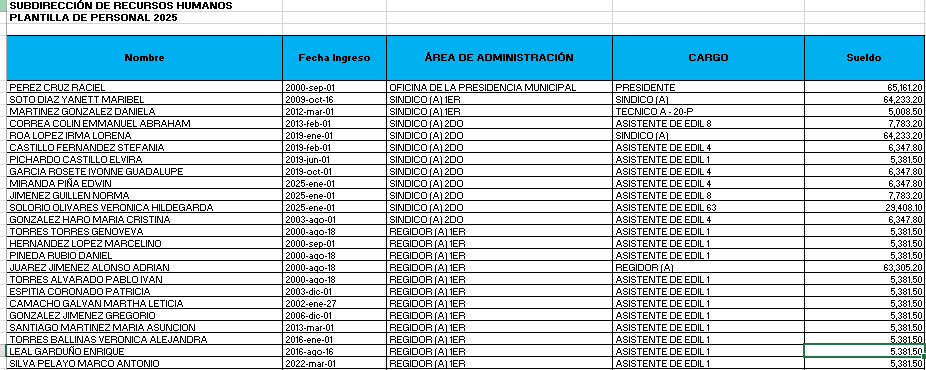 SUBDIRECCIÓN DE RECURSOS HUMANOS
PLANTILLA DE PERSONAL 2025
Nombre Fecha Ingreso ÁREA DE ADMINISTRACIÓN CARGO Sueldo
PEREZ CRUZ RACIEL 2000-sep-01 OFICINA DE LA PRESIDENCIA MUNICIPAL PRESIDENTE 65,161.20
SOTO DIAZ YANETT MARIBEL 2009-oct-16 SINDICO (A) 1ER SINDICO (A) 64,233.20
MARTINEZ GONZALEZ DANIELA 2012-mar-01 SINDICO (A) 1ER TECNICO A - 20-P 5,008.50
CORREA COLIN EMMANUEL ABRAHAM 2013-feb-01 SINDICO (A) 2DO ASISTENTE DE EDIL 8 7,783.20
ROA LOPEZ IRMA LORENA 2019-ene-01 SINDICO (A) 2DO SINDICO (A) 64,233.20
CASTILLO FERNANDEZ STEFANIA 2019-feb-01 SINDICO (A) 2DO ASISTENTE DE EDIL 4 6,347.80
PICHARDO CASTILLO ELVIRA 2019-jun-01 SINDICO (A) 2DO ASISTENTE DE EDIL 1 5,381.50
GARCIA ROSETE IVONNE GUADALUPE 2019-oct-01 SINDICO (A) 2DO ASISTENTE DE EDIL 4 6,347.80
MIRANDA PIÑA EDVIN 2025-ene-01 SINDICO (A) 2DO ASISTENTE DE EDIL 4 6,347.80
JIMENEZ GUILLEN NORMA 2025-ene-01 SINDICO (A) 2DO ASISTENTE DE EDIL 8 7,783.20
SOLORIO OLIVARES VERONICA HILDEGARDA 2025-ene-01 SINDICO (A) 2DO ASISTENTE DE EDIL 63 29,408.10
GONZALEZ HARO MARIA CRISTINA 2003-ago-01 SINDICO (A) 2DO ASISTENTE DE EDIL 4 6,347.80
TORRES TORRES GENOVEVA 2000-ago-18 REGIDOR (A) 1ER ASISTENTE DE EDIL 1 5,381.50
HERNANDEZ LOPEZ MARCELINO 2000-sep-01 REGIDOR (A) 1ER ASISTENTE DE EDIL 1 5,381.50
PINEDA RUBIO DANIEL 2000-ago-18 REGIDOR (A) 1ER ASISTENTE DE EDIL 1 5,381.50
JUAREZ JIMENEZ ALONSO ADRIAN 2000-ago-18 REGIDOR (A) 1ER REGIDOR (A) 63,305.20
TORRES ALVARADO PABLO IVAN 2000-ago-18 REGIDOR (A) 1ER ASISTENTE DE EDIL 1 5,381.50
ESPITIA CORONADO PATRICIA 2003-dic-01 REGIDOR (A) 1ER ASISTENTE DE EDIL 1 5,381.50
CAMACHO GALVAN MARTHA LETICIA 2002-ene-27 REGIDOR (A) 1ER ASISTENTE DE EDIL 1 5,381.50
GONZALEZ JIMENEZ GREGORIO 2006-dic-01 REGIDOR (A) 1ER ASISTENTE DE EDIL 1 5,381.50
SANTIAGO MARTINEZ MARIA ASUNCION 2013-mar-01 REGIDOR (A) 1ER ASISTENTE DE EDIL 1 5,381.50
TORRES BALLINAS VERONICA ALEJANDRA 2016-ene-01 REGIDOR (A) 1ER ASISTENTE DE EDIL 1 5,381.50
LEAL GARDUÑO ENRIQUE 2016-ago-16 REGIDOR (A) 1ER ASISTENTE DE EDIL 1 5,381.50
SILVA PELAYO MARCO ANTONIO 2022-mar-01 REGIDOR (A) 1ER ASISTENTE DE EDIL 1 5,381.50